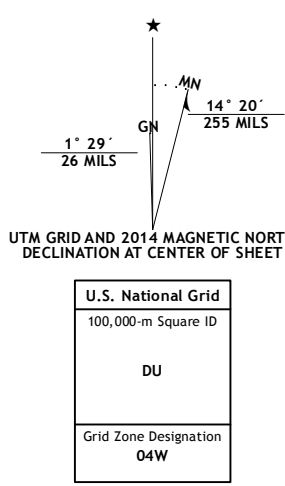 ★
MN
GN
14° 20´
255 MILS
1° 29´
26 MILS
UTM GRID AND 2014 MAGNETIC NORT
DECLINATION AT CENTER OF SHEET
U.S. National Grid
100,000-m Square ID
DU
Grid Zone Designation
04W